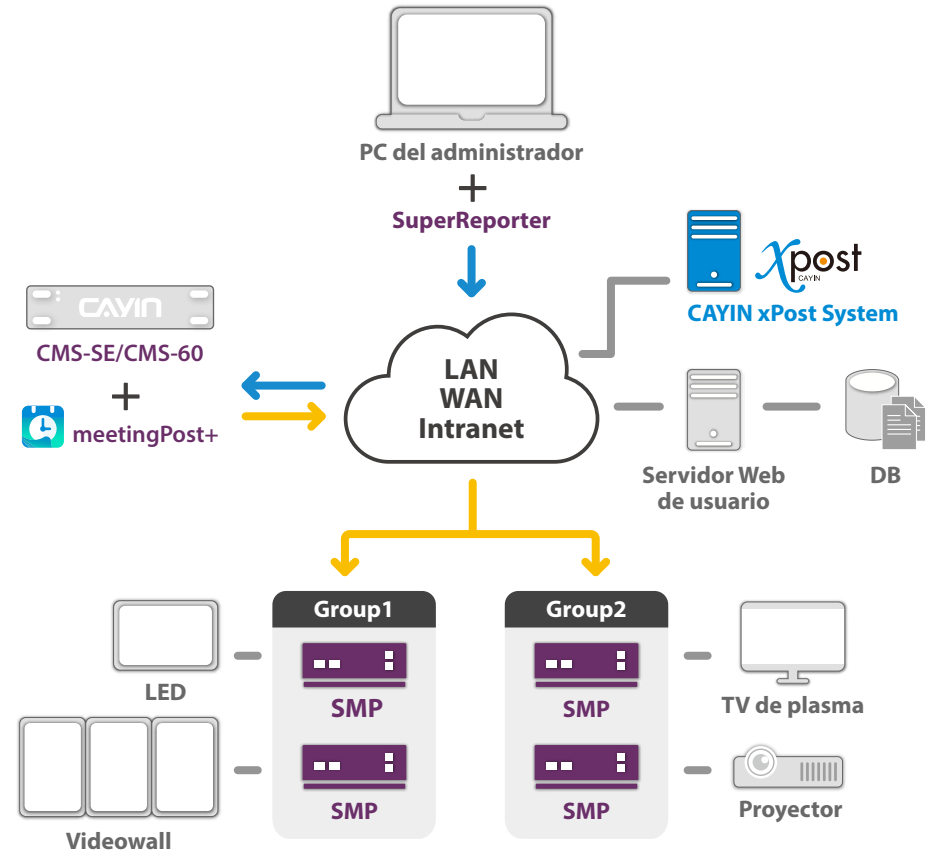 PC del administrador
+
SuperReporter
Xpost
CAYIN
CAYIN xPost System
CAYIN
CMS-SE/CMS-60
+
meetingPost+
LAN
WAN
Intranet
Servidor Web
de usuario
DB
Group1
Group2
LED
SMP
SMP
TV de plasma
Videowall
SMP
SMP
Proyector